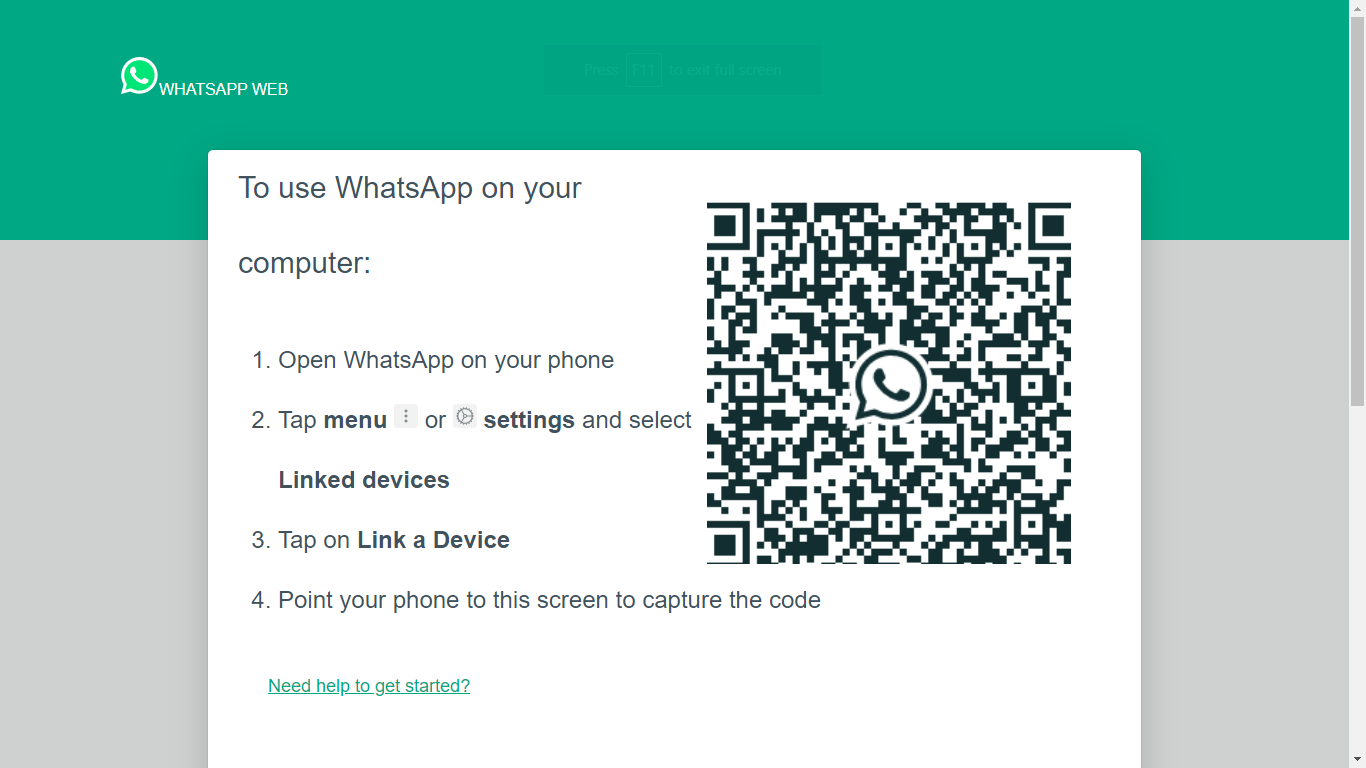 Press F11 to exit full screen
WHATSAPP WEB
To use WhatsApp on your
computer:
1. Open WhatsApp on your phone
2. Tap menu or settings and select
Linked devices
3. Tap on Link a Device
4. Point your phone to this screen to capture the code
Need help to get started?